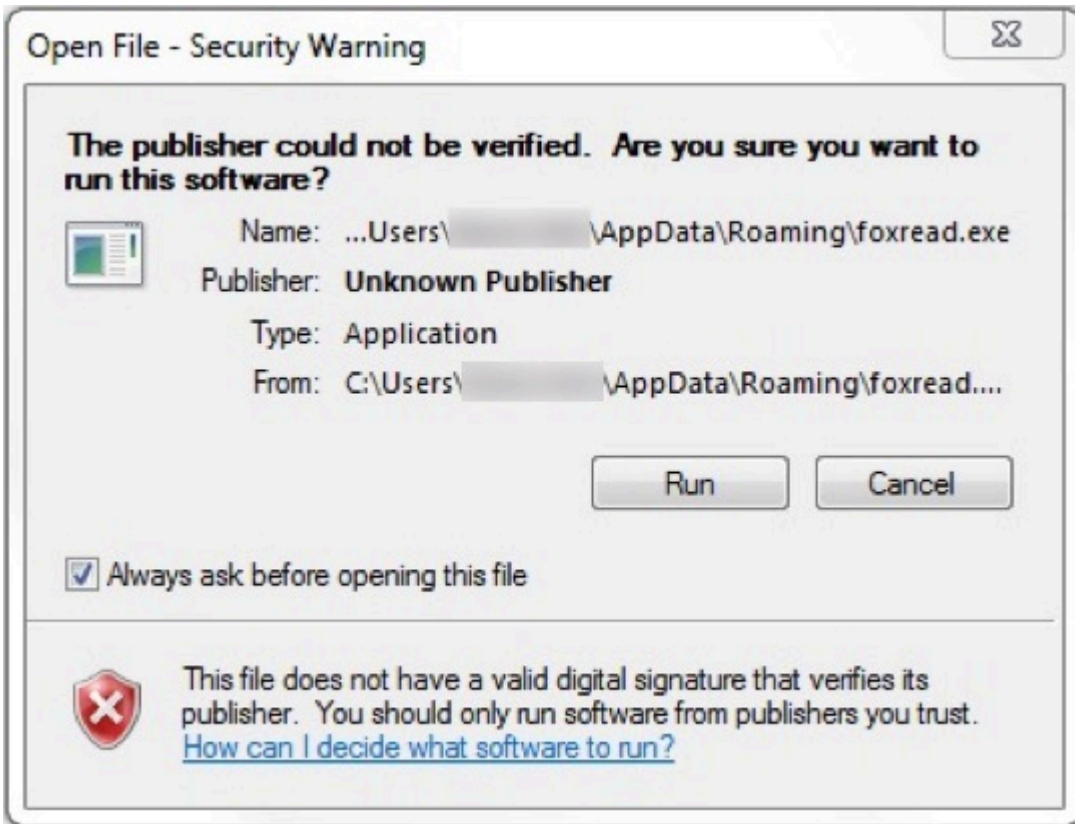 Open File - Security Warning
The publisher could not be verified. Are you sure you want to
run this software?
Name: ...Users\ \AppData\Roaming\foxread.exe
Publisher: Unknown Publisher
Type: Application
From: C:\Users\ \AppData\Roaming\foxread....
Run Cancel
Always ask before opening this file
This file does not have a valid digital signature that verifies its
publisher. You should only run software from publishers you trust.
How can I decide what software to run?